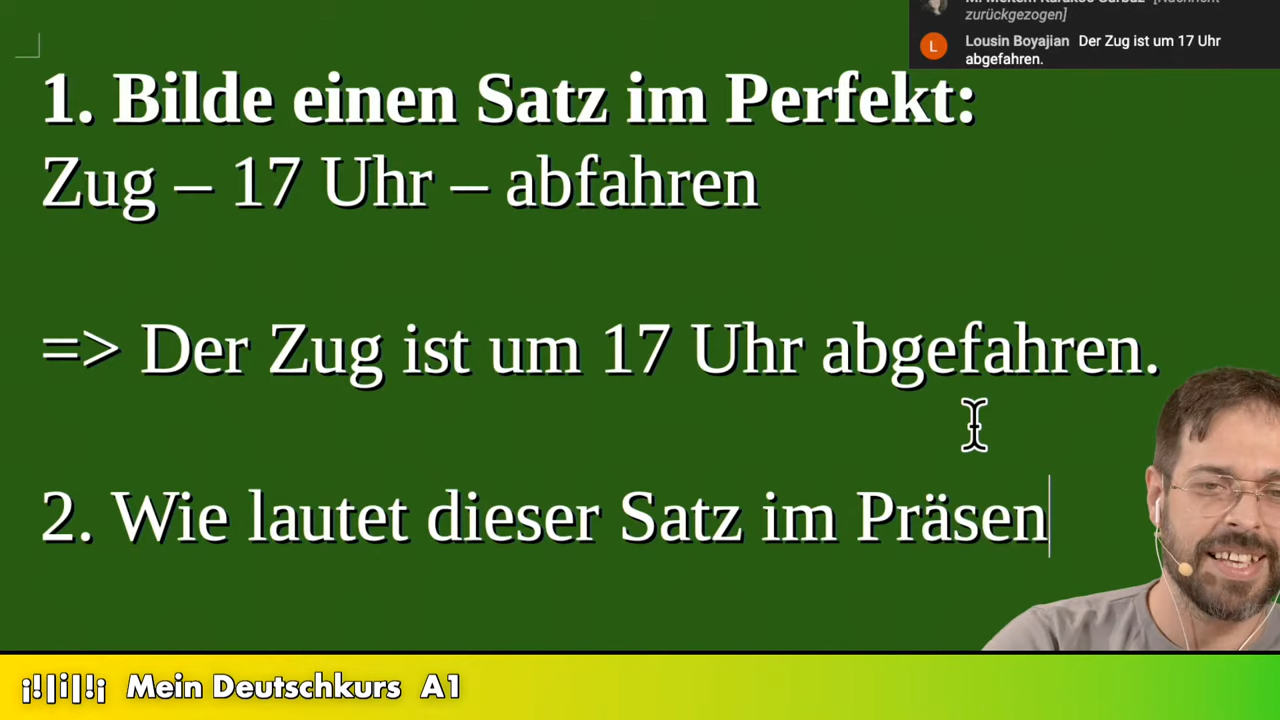 zurückgezogen]
L Lousin Boyajian Der Zug ist um 17 Uhr
abgefahren.
1. Bilde einen Satz im Perfekt:
Zug – 17 Uhr – abfahren
=> Der Zug ist um 17 Uhr abgefahren.
2. Wie lautet dieser Satz im Präsen
Mein Deutschkurs A1